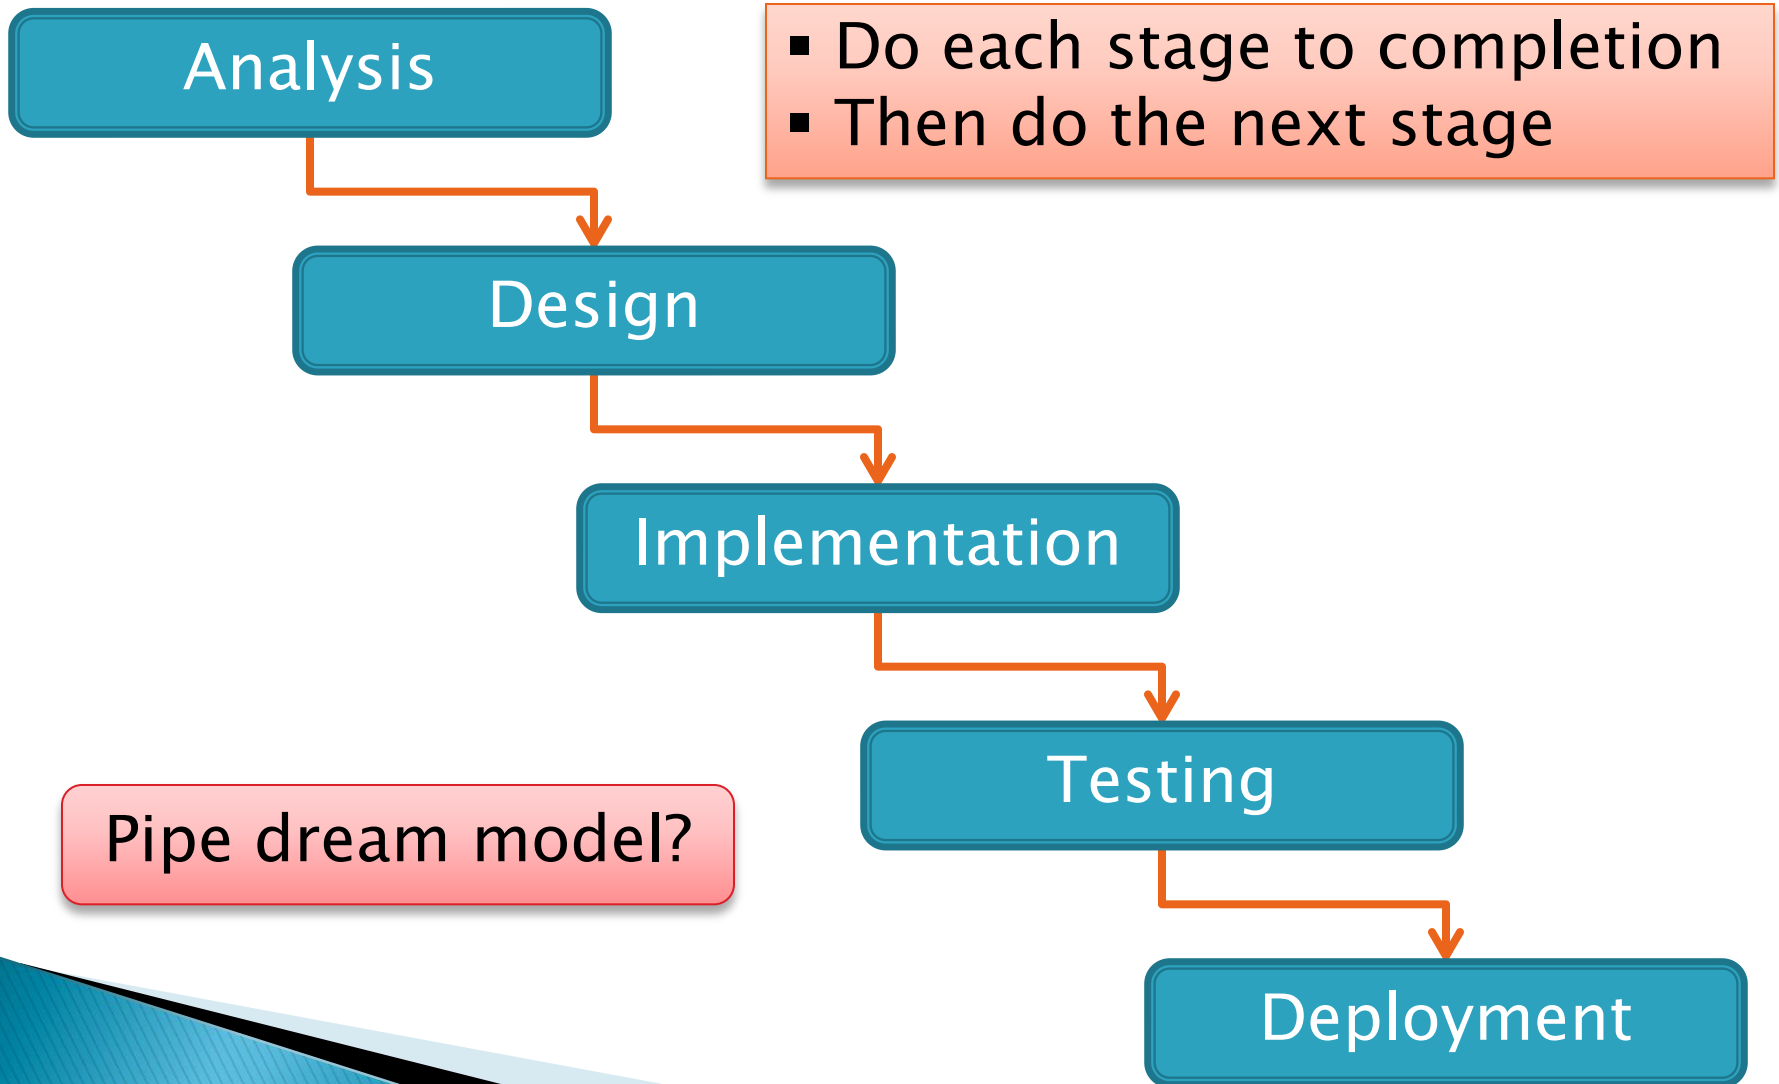 Analysis
▪ Do each stage to completion
▪ Then do the next stage
Design
Implementation
Testing
Pipe dream model?
Deployment